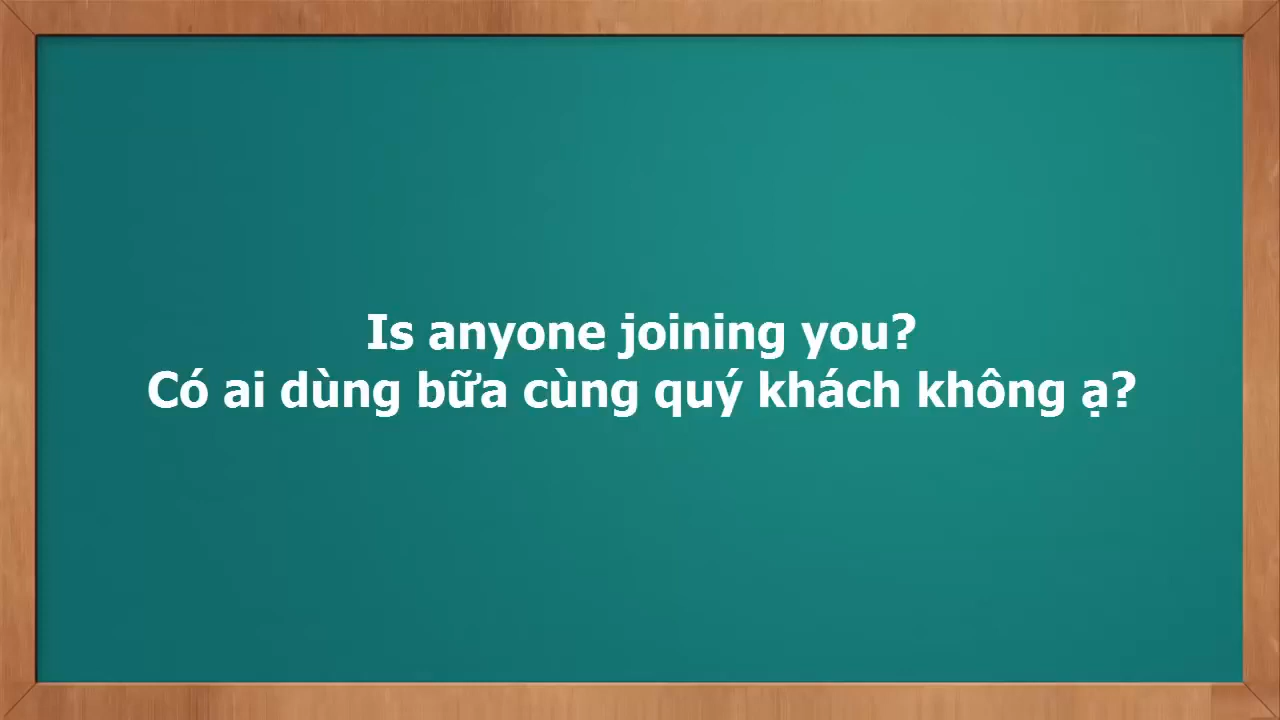 Is anyone joining you?
Có ai dùng bữa cùng quý khách không ạ?